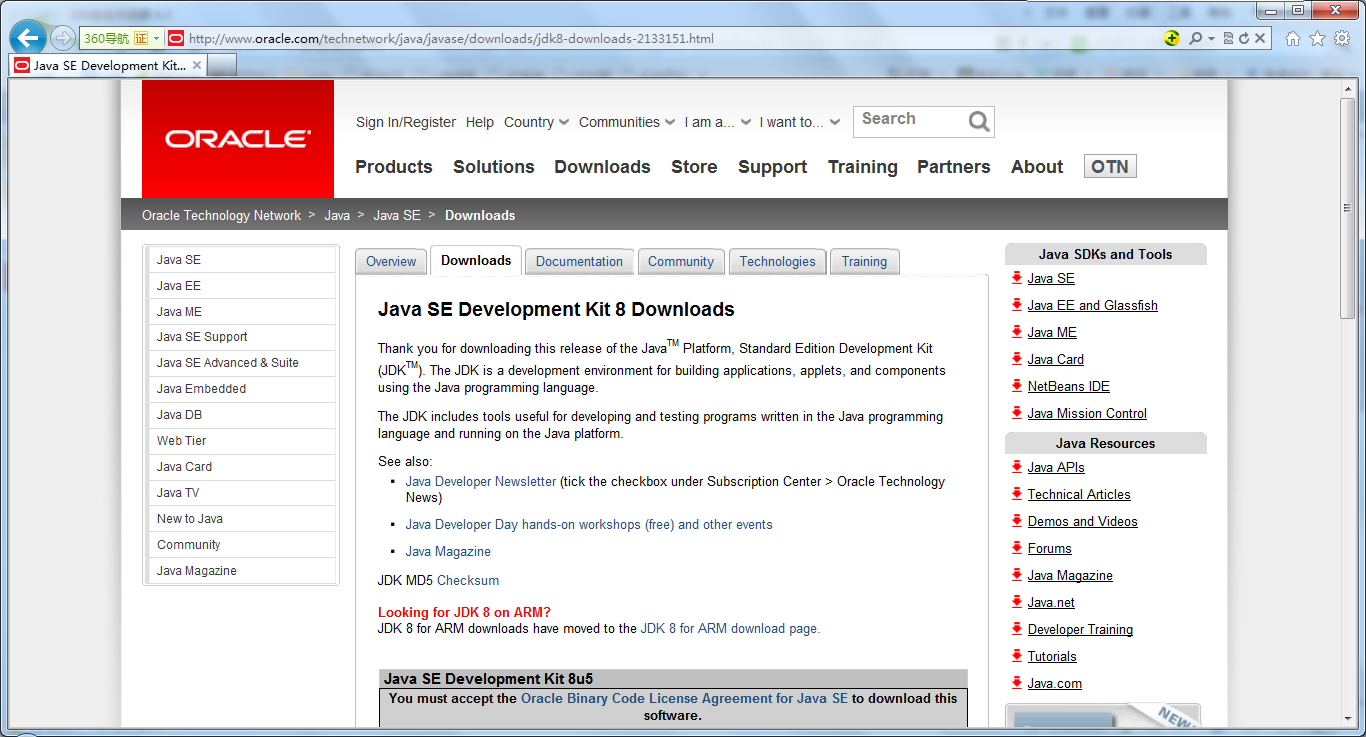 360导航 证
http://www.oracle.com/technetwork/java/javase/downloads/jdk8-downloads-2133151.html
Java SE Development Kit...
ORACLE
Sign In/Register Help Country Communities I am a... I want to... Search
Products Solutions Downloads Store Support Training Partners About OTN
Oracle Technology Network > Java > Java SE > Downloads
Java SE
Java EE
Java ME
Java SE Support
Java SE Advanced & Suite
Java Embedded
Java DB
Web Tier
Java Card
Java TV
New to Java
Community
Java Magazine
Overview Downloads Documentation Community Technologies Training
Java SE Development Kit 8 Downloads
Thank you for downloading this release of the Java™ Platform, Standard Edition Development Kit
(JDK™). The JDK is a development environment for building applications, applets, and components
using the Java programming language.
The JDK includes tools useful for developing and testing programs written in the Java programming
language and running on the Java platform.
See also:
Java Developer Newsletter (tick the checkbox under Subscription Center > Oracle Technology
News)
Java Developer Day hands-on workshops (free) and other events
Java Magazine
JDK MD5 Checksum
Looking for JDK 8 on ARM?
JDK 8 for ARM downloads have moved to the JDK 8 for ARM download page.
Java SE Development Kit 8u5
You must accept the Oracle Binary Code License Agreement for Java SE to download this
software.
Java SDKs and Tools
Java SE
Java EE and Glassfish
Java ME
Java Card
NetBeans IDE
Java Mission Control
Java Resources
Java APIs
Technical Articles
Demos and Videos
Forums
Java Magazine
Java.net
Developer Training
Tutorials
Java.com
NEW